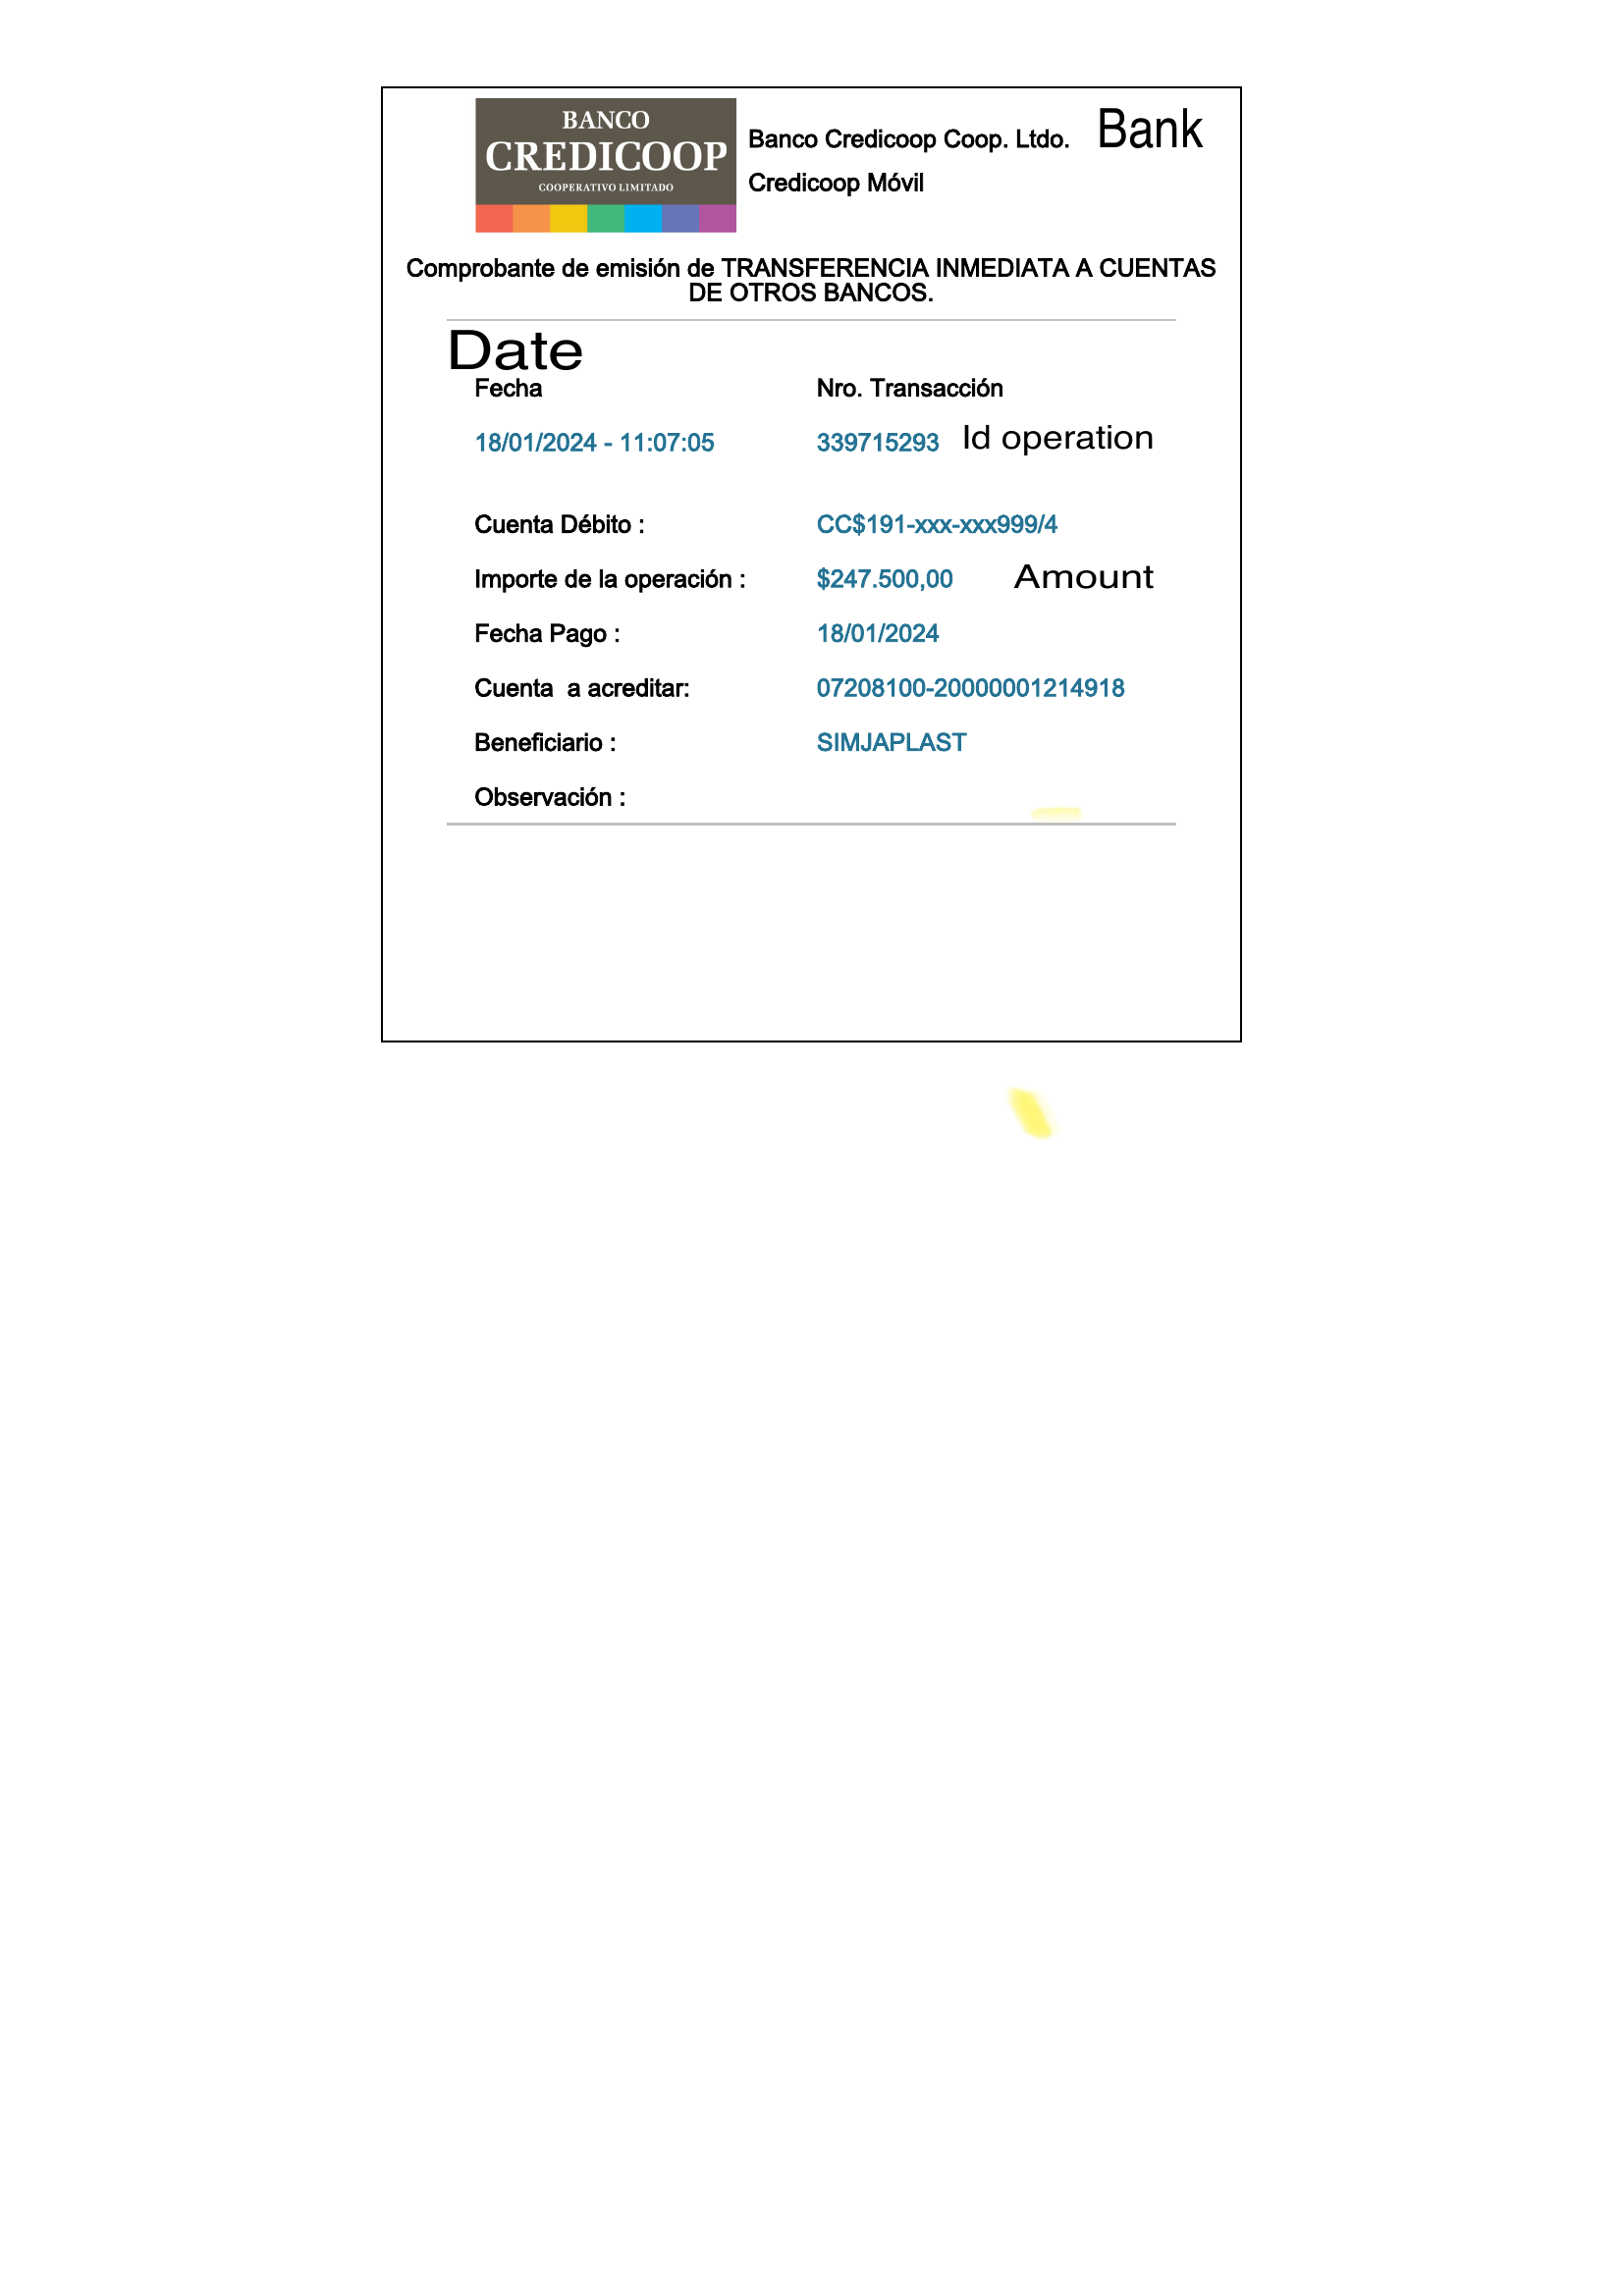 BANCO
CREDICOOP
COOPERATIVO LIMITADO
Banco Credicoop Coop. Ltdo. Bank
Credicoop Móvil
Comprobante de emisión de TRANSFERENCIA INMEDIATA A CUENTAS
DE OTROS BANCOS.
Date
Fecha Nro. Transacción
18/01/2024 - 11:07:05 339715293 Id operation
Cuenta Débito : CC$191-xxx-xxx999/4
Importe de la operación : $247.500,00 Amount
Fecha Pago : 18/01/2024
Cuenta a acreditar: 07208100-20000001214918
Beneficiario : SIMJAPLAST
Observación :